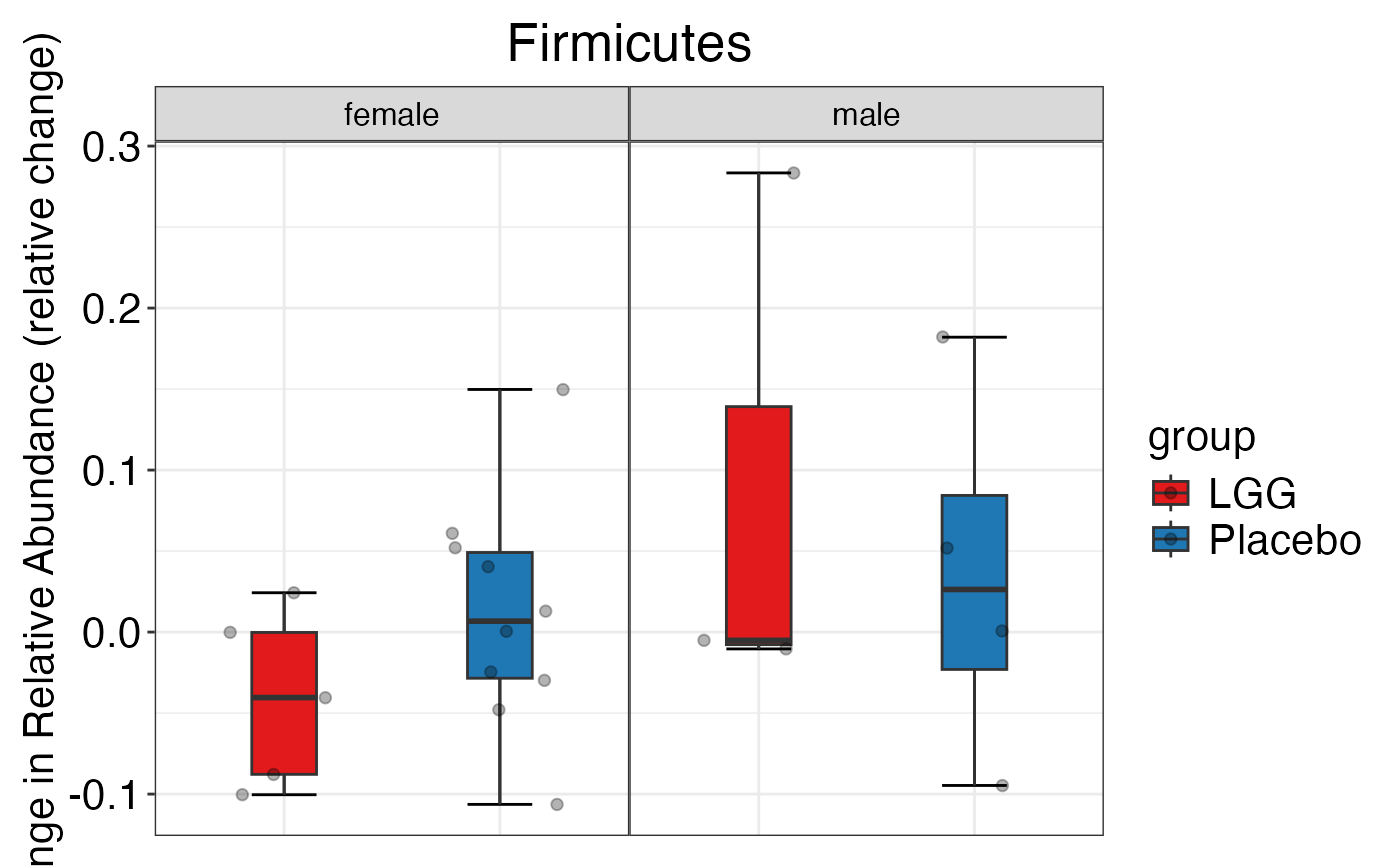 Firmicutes
female
male
nge in Relative Abundance (relative change)
0.3
0.2
0.1
0.0
-0.1
group
LGG
Placebo